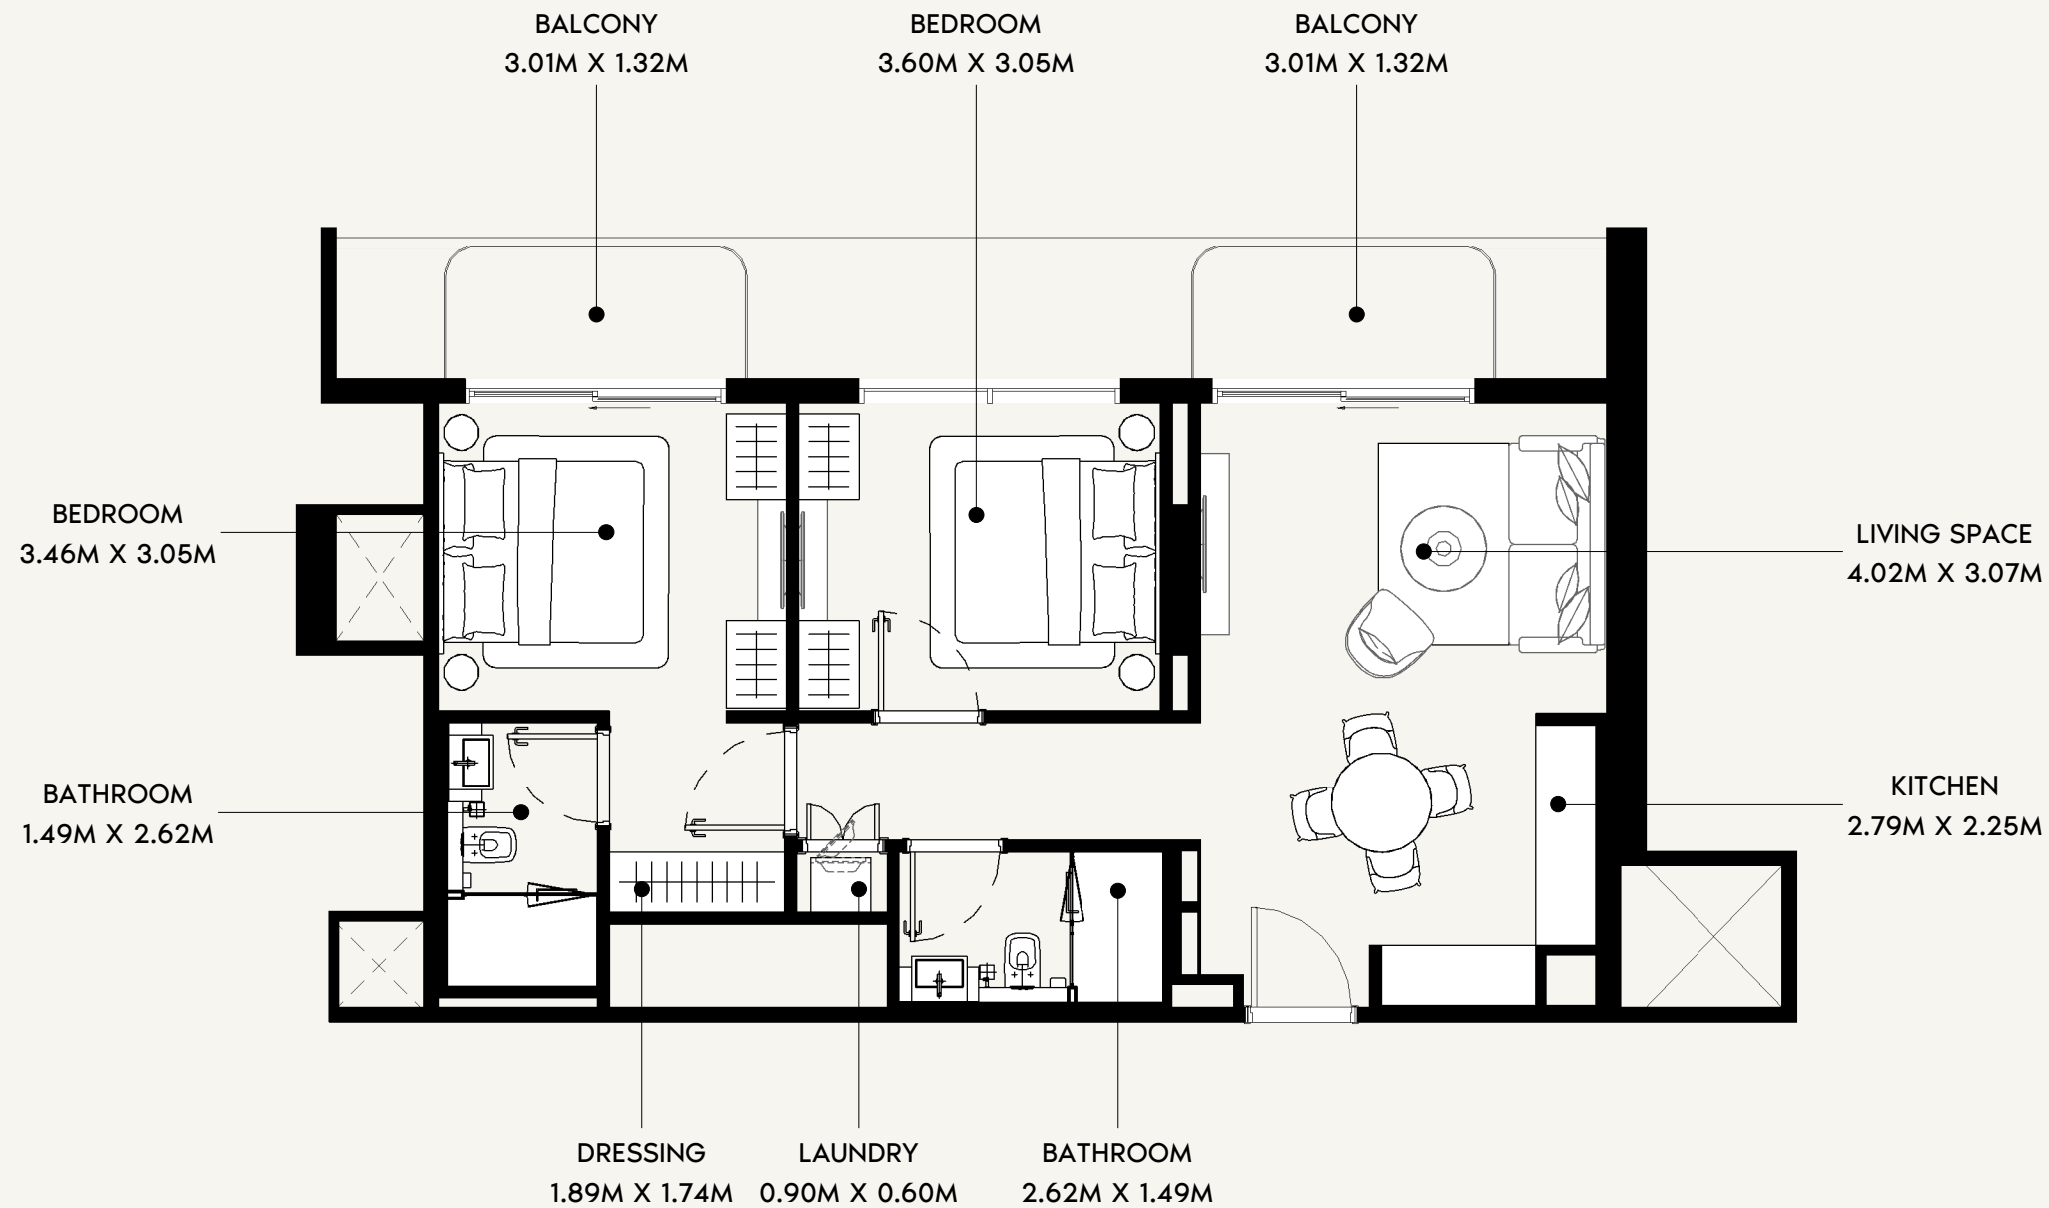 BALCONY
3.01M X 1.32M
BEDROOM
3.60M X 3.05M
BALCONY
3.01M X 1.32M
BEDROOM
3.46M X 3.05M
LIVING SPACE
4.02M X 3.07M
BATHROOM
1.49M X 2.62M
KITCHEN
2.79M X 2.25M
DRESSING
1.89M X 1.74M
LAUNDRY
0.90M X 0.60M
BATHROOM
2.62M X 1.49M